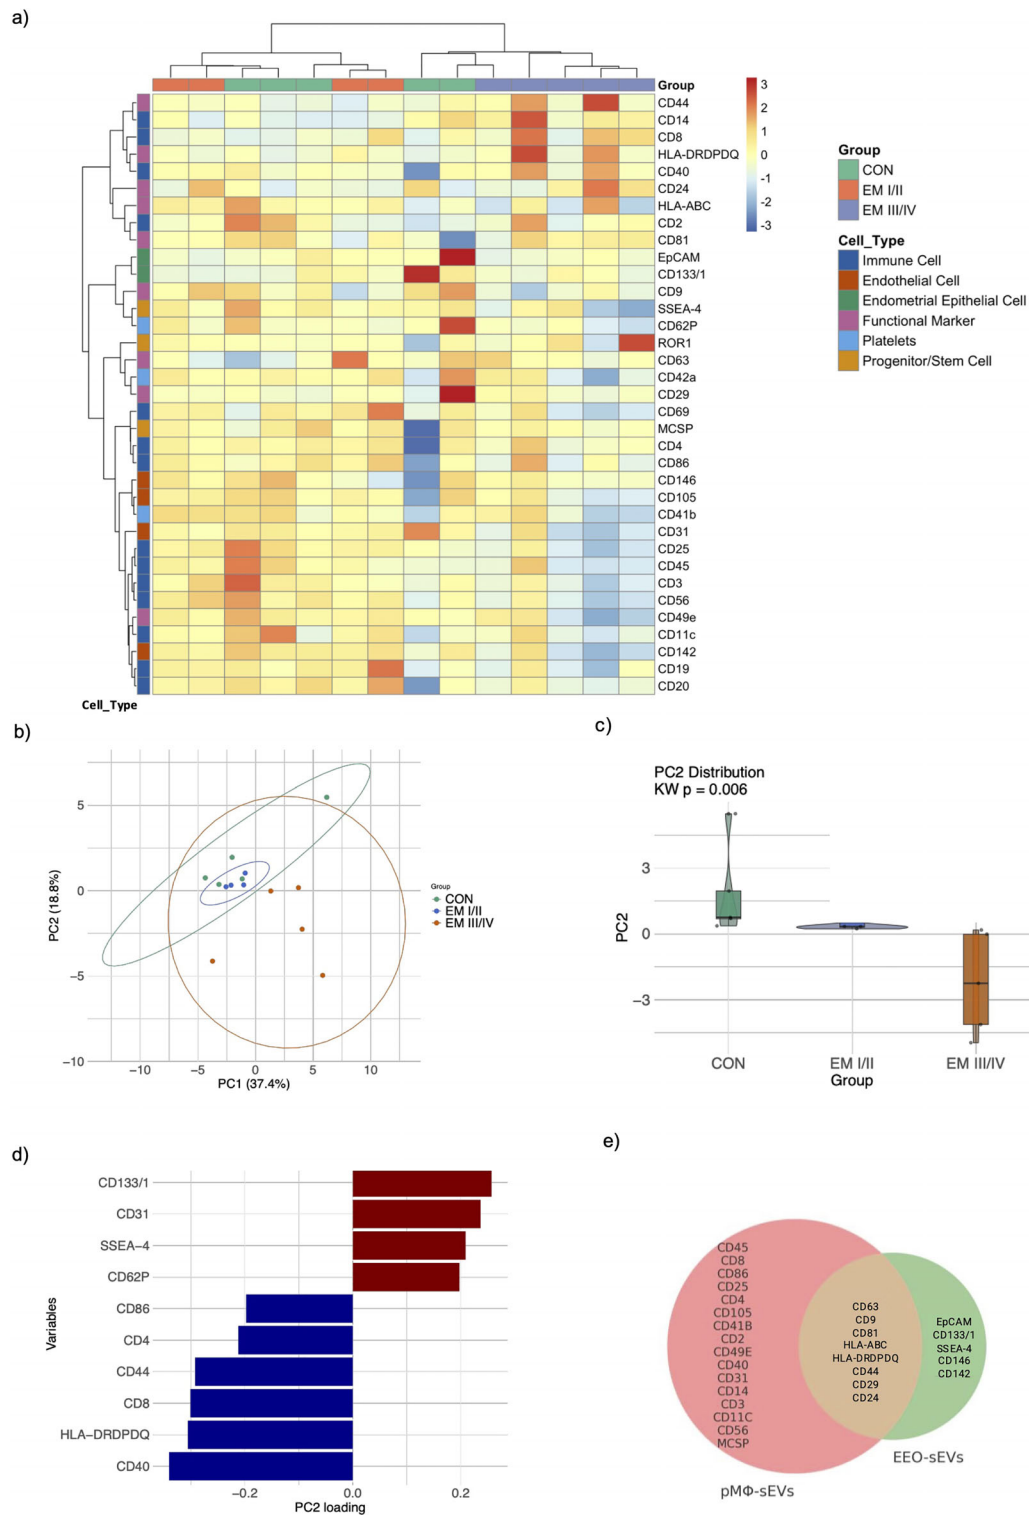 a)
Group
CD44
CD14
CD8
HLA-DRDPDQ
CD40
CD24
HLA-ABC
CD2
CD81
EpCAM
CD133/1
CD9
SSEA-4
CD62P
ROR1
CD63
CD42a
CD29
CD69
MCSP
CD4
CD86
CD146
CD105
CD41b
CD31
CD25
CD45
CD3
CD56
CD49e
CD11c
CD142
CD19
CD20
Cell_Type
3
2
1
0
-1
-2
-3
Group
CON
EM I/II
EM III/IV
Cell_Type
Immune Cell
Endothelial Cell
Endometrial Epithelial Cell
Functional Marker
Platelets
Progenitor/Stem Cell
b)
PC2 (18.8%)
5
0
−5
−10
−10
−5
0
5
10
PC1 (37.4%)
Group
CON
EM I/II
EM III/IV
c)
PC2 Distribution
KW p = 0.006
PC2
3
0
−3
CON
EM I/II
EM III/IV
Group
d)
Variables
CD133/1
CD31
SSEA−4
CD62P
CD86
CD4
CD44
CD8
HLA−DRDPDQ
CD40
−0.2
0.0
0.2
PC2 loading
e)
CD45
CD8
CD86
CD25
CD4
CD105
CD41B
CD2
CD49E
CD40
CD31
CD14
CD3
CD11C
CD56
MCSP
CD63
CD9
CD81
HLA-ABC
HLA-DRDPDQ
CD44
CD29
CD24
EpCAM
CD133/1
SSEA-4
CD146
CD142
pMΦ-sEVs
EEO-sEVs